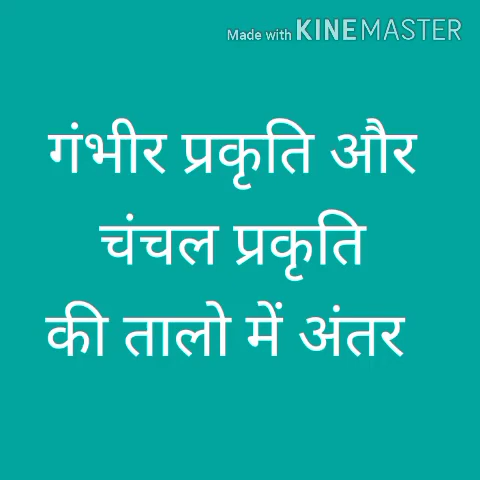 Made with KINEMASTER
गंभीर प्रकृति और
चंचल प्रकृति
की तालो में अंतर